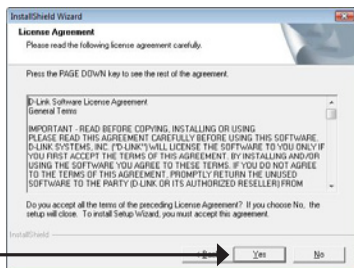 InstallShield Wizard
License Agreement
Please read the following license agreement carefully.
Press the PAGE DOWN key to see the rest of the agreement.
D-Link Software License Agreement
General Terms
IMPORTANT - READ BEFORE COPYING, INSTALLING OR USING
PLEASE READ THIS AGREEMENT CAREFULLY BEFORE USING THIS SOFTWARE.
D-LINK SYSTEMS, INC. ("D-LINK") WILL LICENSE THE SOFTWARE TO YOU ONLY IF
YOU FIRST ACCEPT THE TERMS OF THIS AGREEMENT. BY INSTALLING AND/OR
USING THE SOFTWARE YOU AGREE TO THESE TERMS. IF YOU DO NOT AGREE
TO THE TERMS OF THIS AGREEMENT, PROMPTLY RETURN THE UNUSED
SOFTWARE TO THE PARTY (D-LINK OR ITS AUTHORIZED RESELLER) FROM
Do you accept all the terms of the preceding License Agreement? If you choose No, the
setup will close. To install Setup Wizard, you must accept this agreement.
InstallShield
Yes
No